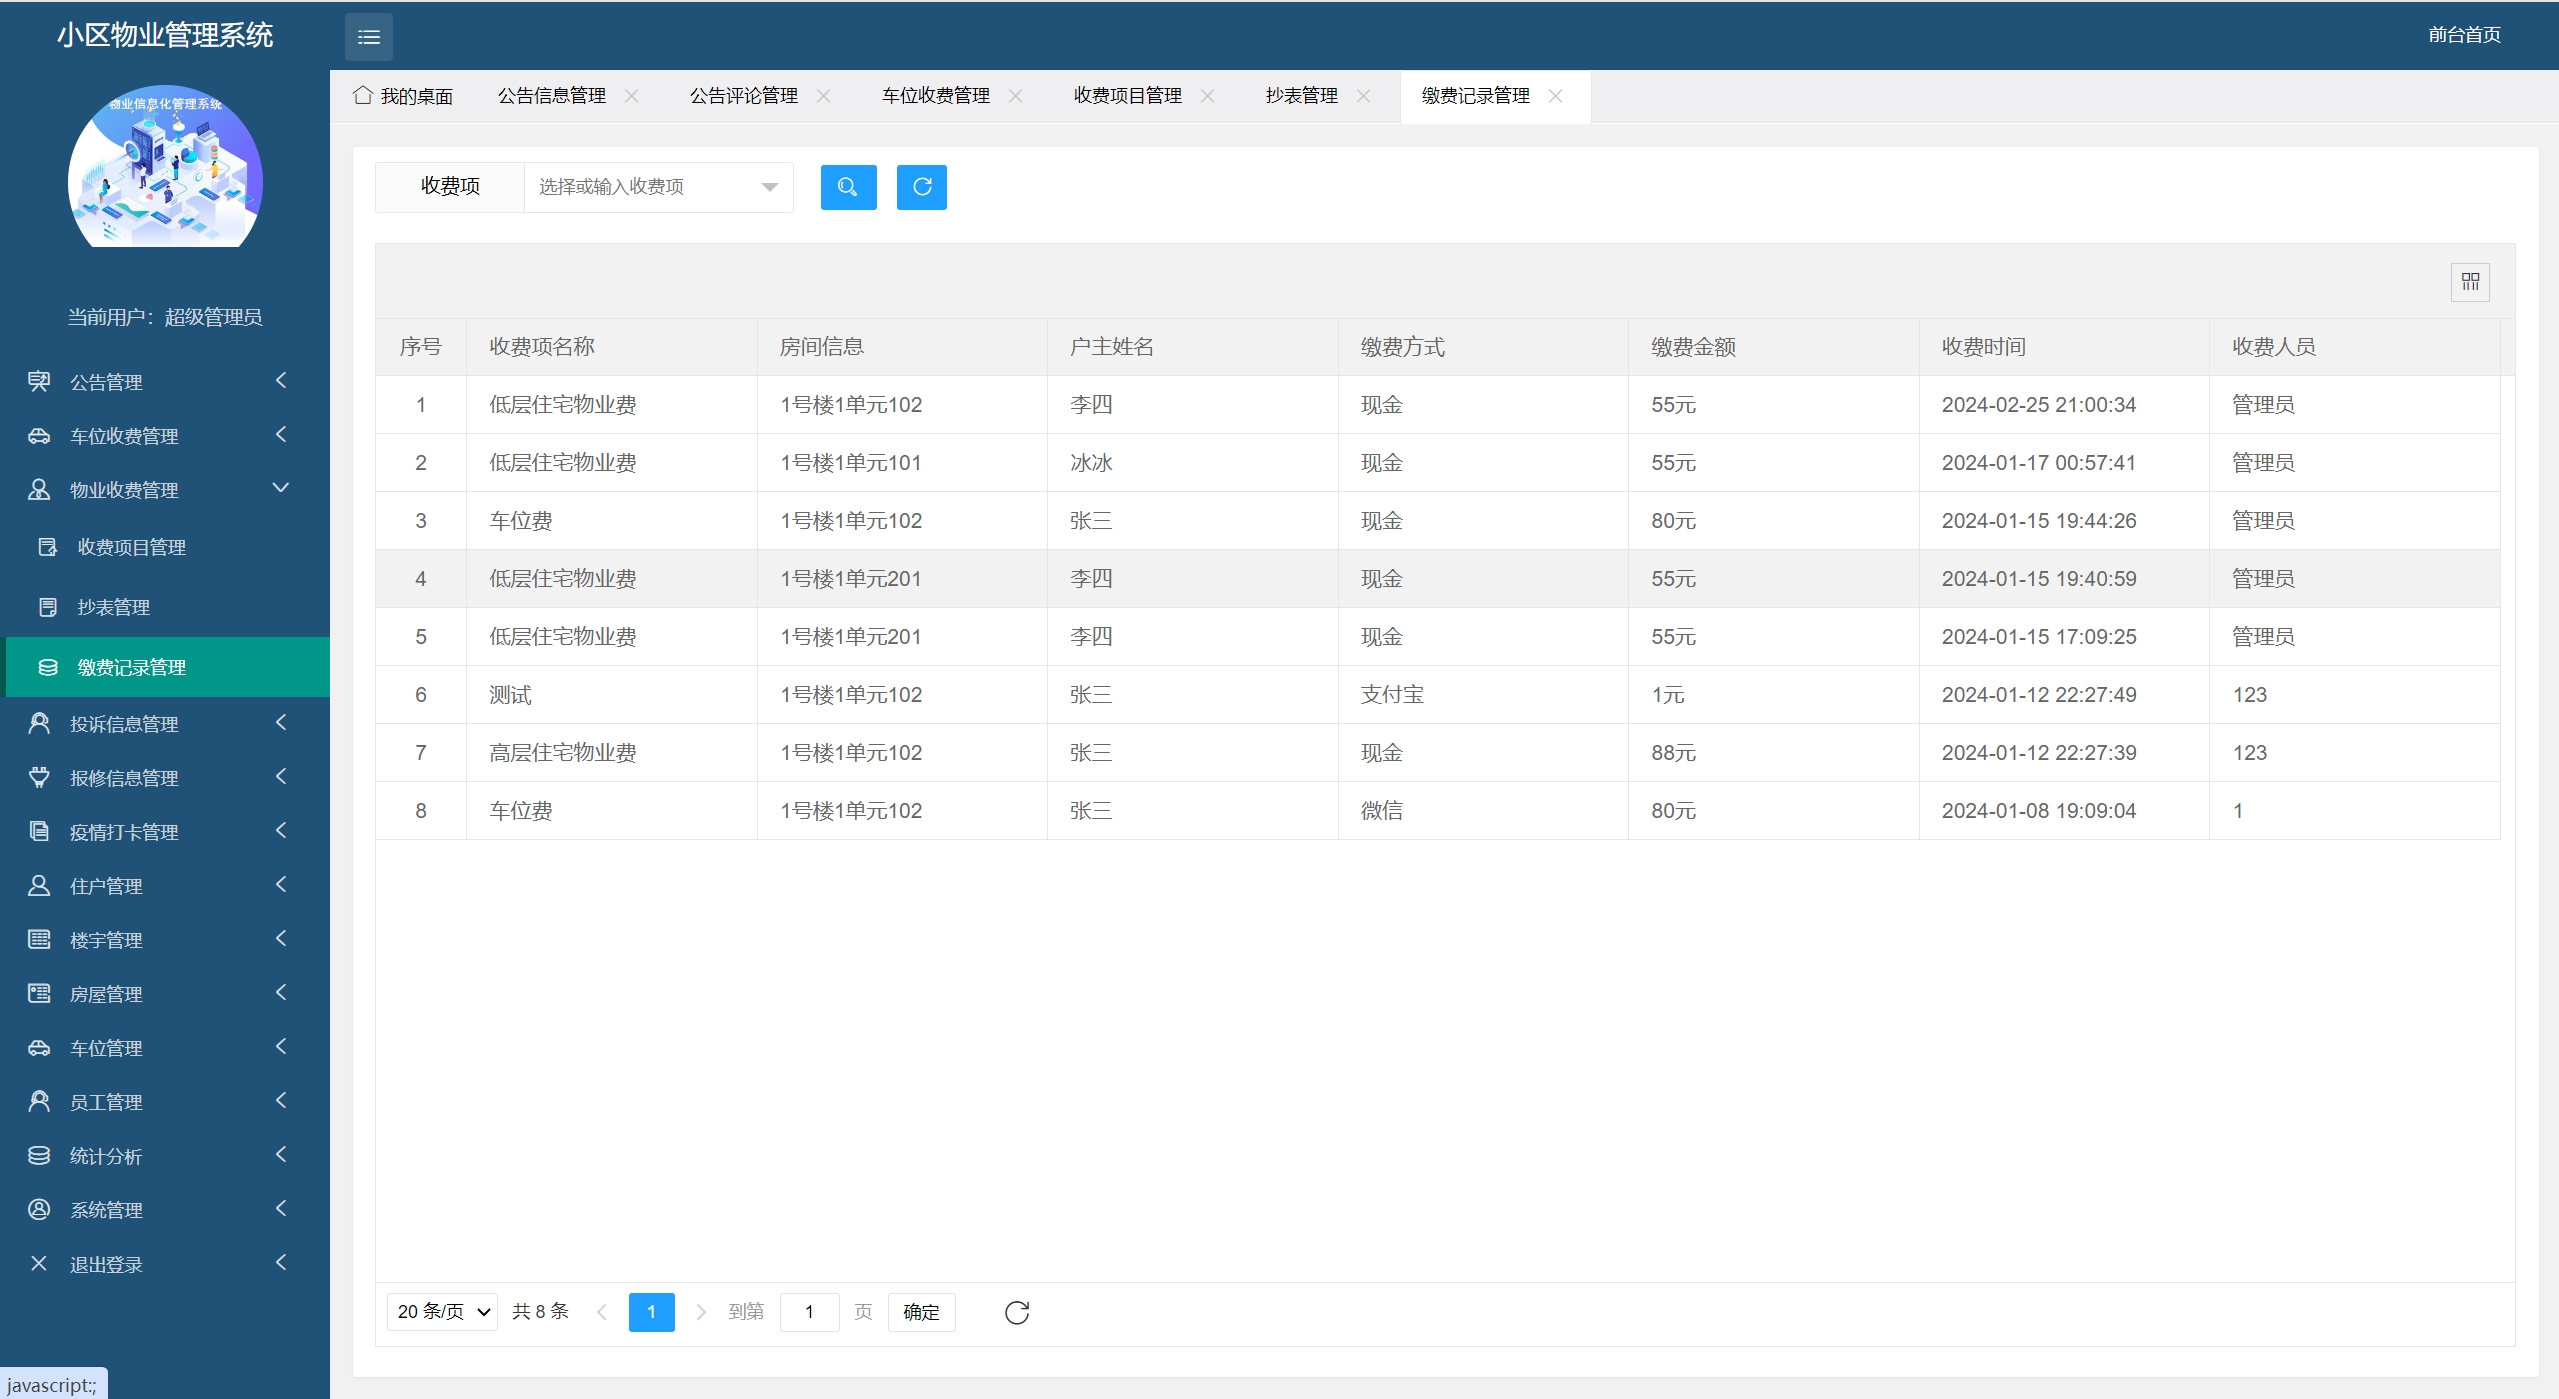 小区物业管理系统
前台首页
物业信息化管理系统
当前用户：超级管理员
公告管理
车位收费管理
物业收费管理
收费项目管理
抄表管理
缴费记录管理
投诉信息管理
报修信息管理
疫情打卡管理
住户管理
楼宇管理
房屋管理
车位管理
员工管理
统计分析
系统管理
退出登录
javascript:;
我的桌面 公告信息管理 公告评论管理 车位收费管理 收费项目管理 抄表管理 缴费记录管理
收费项 选择或输入收费项
序号 收费项名称 房间信息 户主姓名 缴费方式 缴费金额 收费时间 收费人员
1 低层住宅物业费 1号楼1单元102 李四 现金 55元 2024-02-25 21:00:34 管理员
2 低层住宅物业费 1号楼1单元101 冰冰 现金 55元 2024-01-17 00:57:41 管理员
3 车位费 1号楼1单元102 张三 现金 80元 2024-01-15 19:44:26 管理员
4 低层住宅物业费 1号楼1单元201 李四 现金 55元 2024-01-15 19:40:59 管理员
5 低层住宅物业费 1号楼1单元201 李四 现金 55元 2024-01-15 17:09:25 管理员
6 测试 1号楼1单元102 张三 支付宝 1元 2024-01-12 22:27:49 123
7 高层住宅物业费 1号楼1单元102 张三 现金 88元 2024-01-12 22:27:39 123
8 车位费 1号楼1单元102 张三 微信 80元 2024-01-08 19:09:04 1
20 条/页 共 8 条 1 到第 1 页 确定